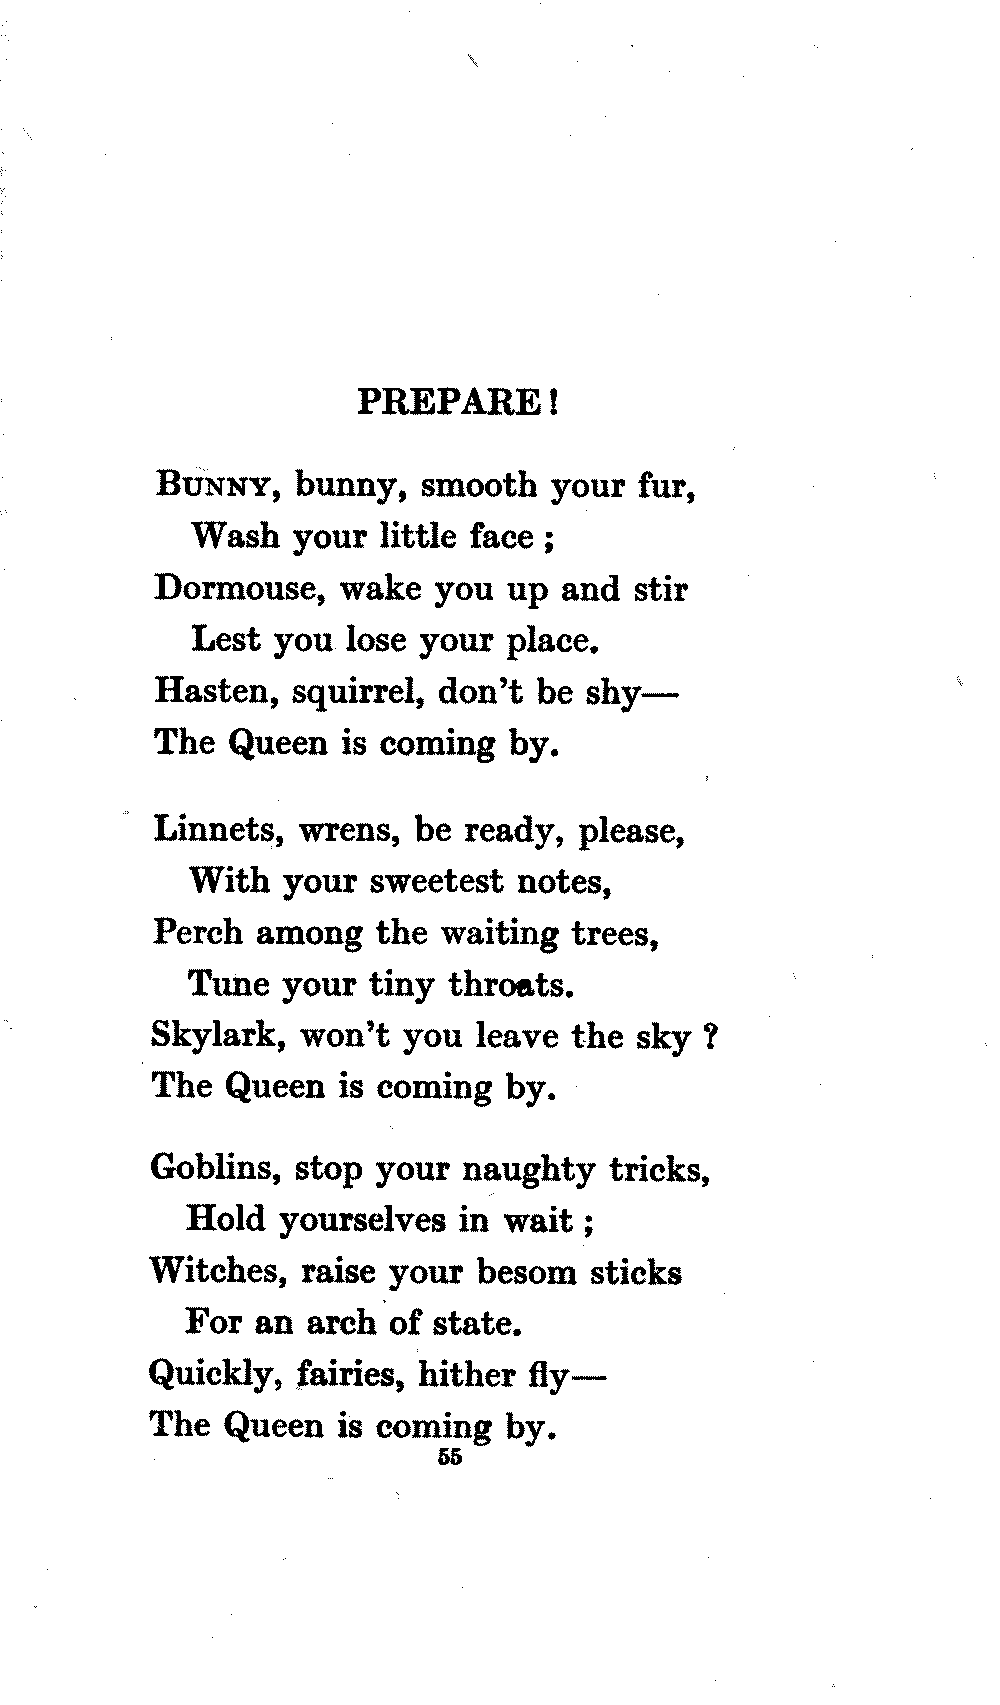 PREPARE !
BUNNY, bunny, smooth your fur,
Wash your little face ;
Dormouse, wake you up and stir
Lest you lose your place.
Hasten, squirrel, don't be shy—
The Queen is coming by.
Linnets, wrens, be ready, please,
With your sweetest notes,
Perch among the waiting trees,
Tune your tiny throats.
Skylark, won't you leave the sky ?
The Queen is coming by.
Goblins, stop your naughty tricks,
Hold yourselves in wait ;
Witches, raise your besom sticks
For an arch of state.
Quickly, fairies, hither fly—
The Queen is coming by.
55